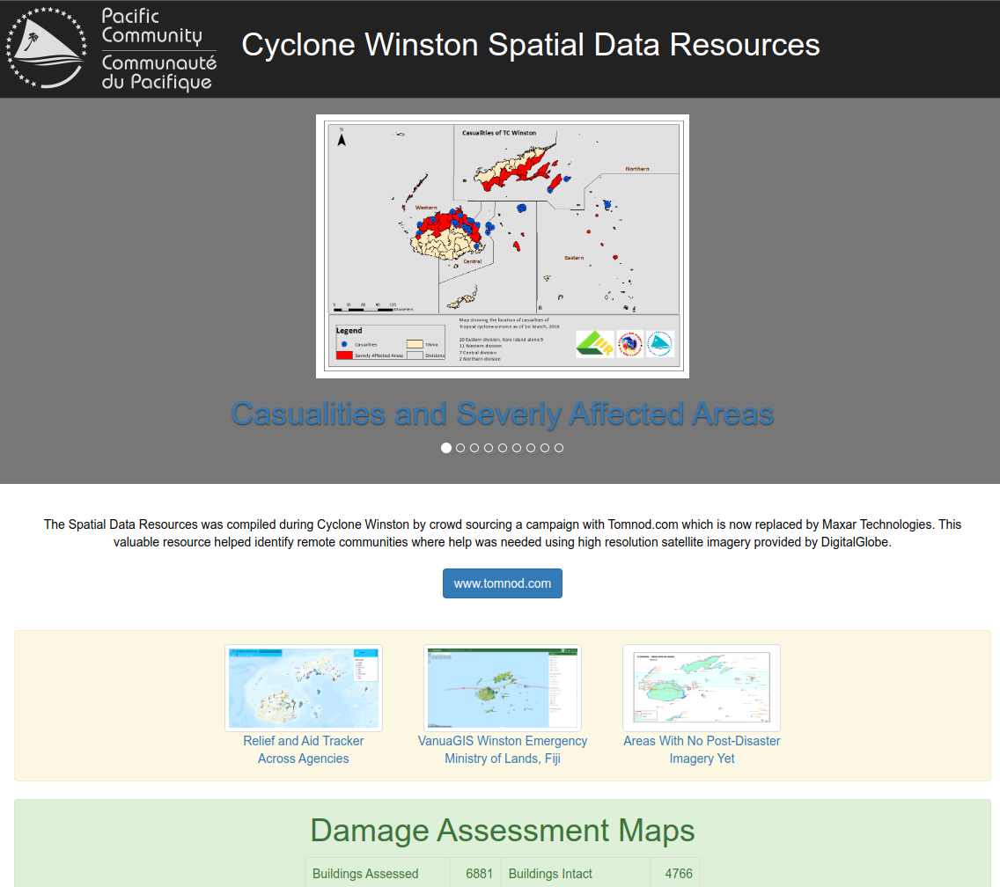 Pacific
Community
Communauté
du Pacifique
Cyclone Winston Spatial Data Resources
N
Casualities of TC Winston
Northern
Western
Central
Eastern
0 30 60 90 120
Kilometers
Legend
Casualties
Tikina
Severly Affected Areas
Divisions
Map showing the location of casualties of
Tropical cyclone winston as of 1st March, 2016
20 Eastern division, Koro Island alone 9
11 Western division
7 Central division
2 Northern division
Casualities and Severly Affected Areas
The Spatial Data Resources was compiled during Cyclone Winston by crowd sourcing a campaign with Tomnod.com which is now replaced by Maxar Technologies. This
valuable resource helped identify remote communities where help was needed using high resolution satellite imagery provided by DigitalGlobe.
www.tomnod.com
Relief and Aid Tracker
Across Agencies
VanuaGIS Winston Emergency
Ministry of Lands, Fiji
Areas With No Post-Disaster
Imagery Yet
Damage Assessment Maps
Buildings Assessed 6881 Buildings Intact 4766